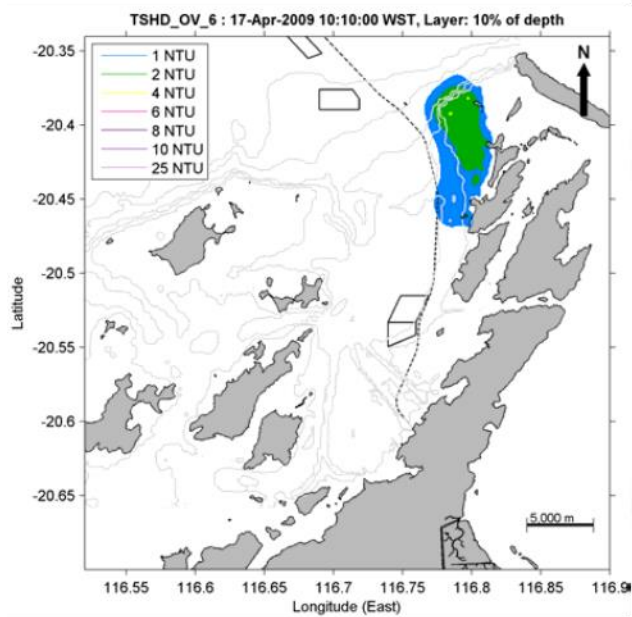 TSHD_OV_6 : 17-Apr-2009 10:10:00 WST, Layer: 10% of depth
1 NTU
2 NTU
4 NTU
6 NTU
8 NTU
10 NTU
25 NTU
N
-20.35
-20.4
-20.45
-20.5
-20.55
-20.6
-20.65
Latitude
5,000 m
116.55 116.6 116.65 116.7 116.75 116.8 116.85 116.9
Longitude (East)